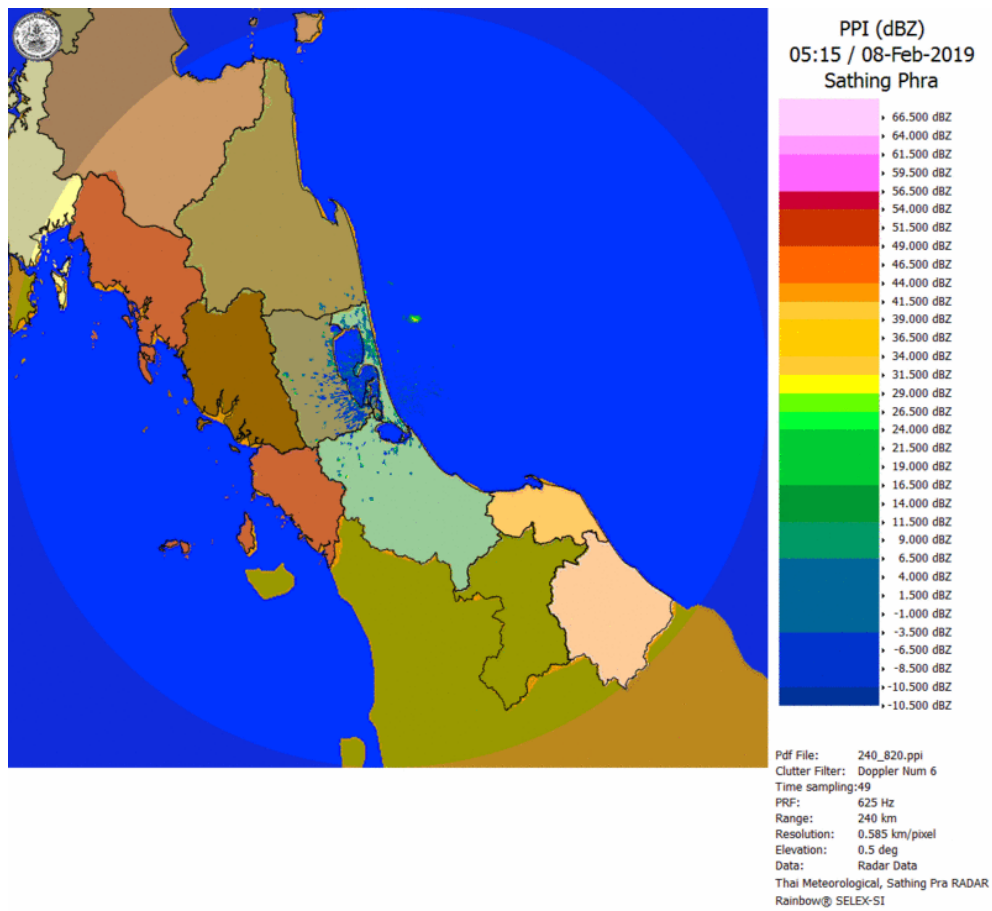 PPI (dBZ)
05:15 / 08-Feb-2019
Sathing Phra
66.500 dBZ
64.000 dBZ
61.500 dBZ
59.500 dBZ
56.500 dBZ
54.000 dBZ
51.500 dBZ
49.000 dBZ
46.500 dBZ
44.000 dBZ
41.500 dBZ
39.000 dBZ
36.500 dBZ
34.000 dBZ
31.500 dBZ
29.000 dBZ
26.500 dBZ
24.000 dBZ
21.500 dBZ
19.000 dBZ
16.500 dBZ
14.000 dBZ
11.500 dBZ
9.000 dBZ
6.500 dBZ
4.000 dBZ
1.500 dBZ
-1.000 dBZ
-3.500 dBZ
-6.500 dBZ
-8.500 dBZ
-10.500 dBZ
-10.500 dBZ
Pdf File: 240_820.ppi
Clutter Filter: Doppler Num 6
Time sampling:49
PRF: 625 Hz
Range: 240 km
Resolution: 0.585 km/pixel
Elevation: 0.5 deg
Data: Radar Data
Thai Meteorological, Sathing Pra RADAR
Rainbow® SELEX-SI